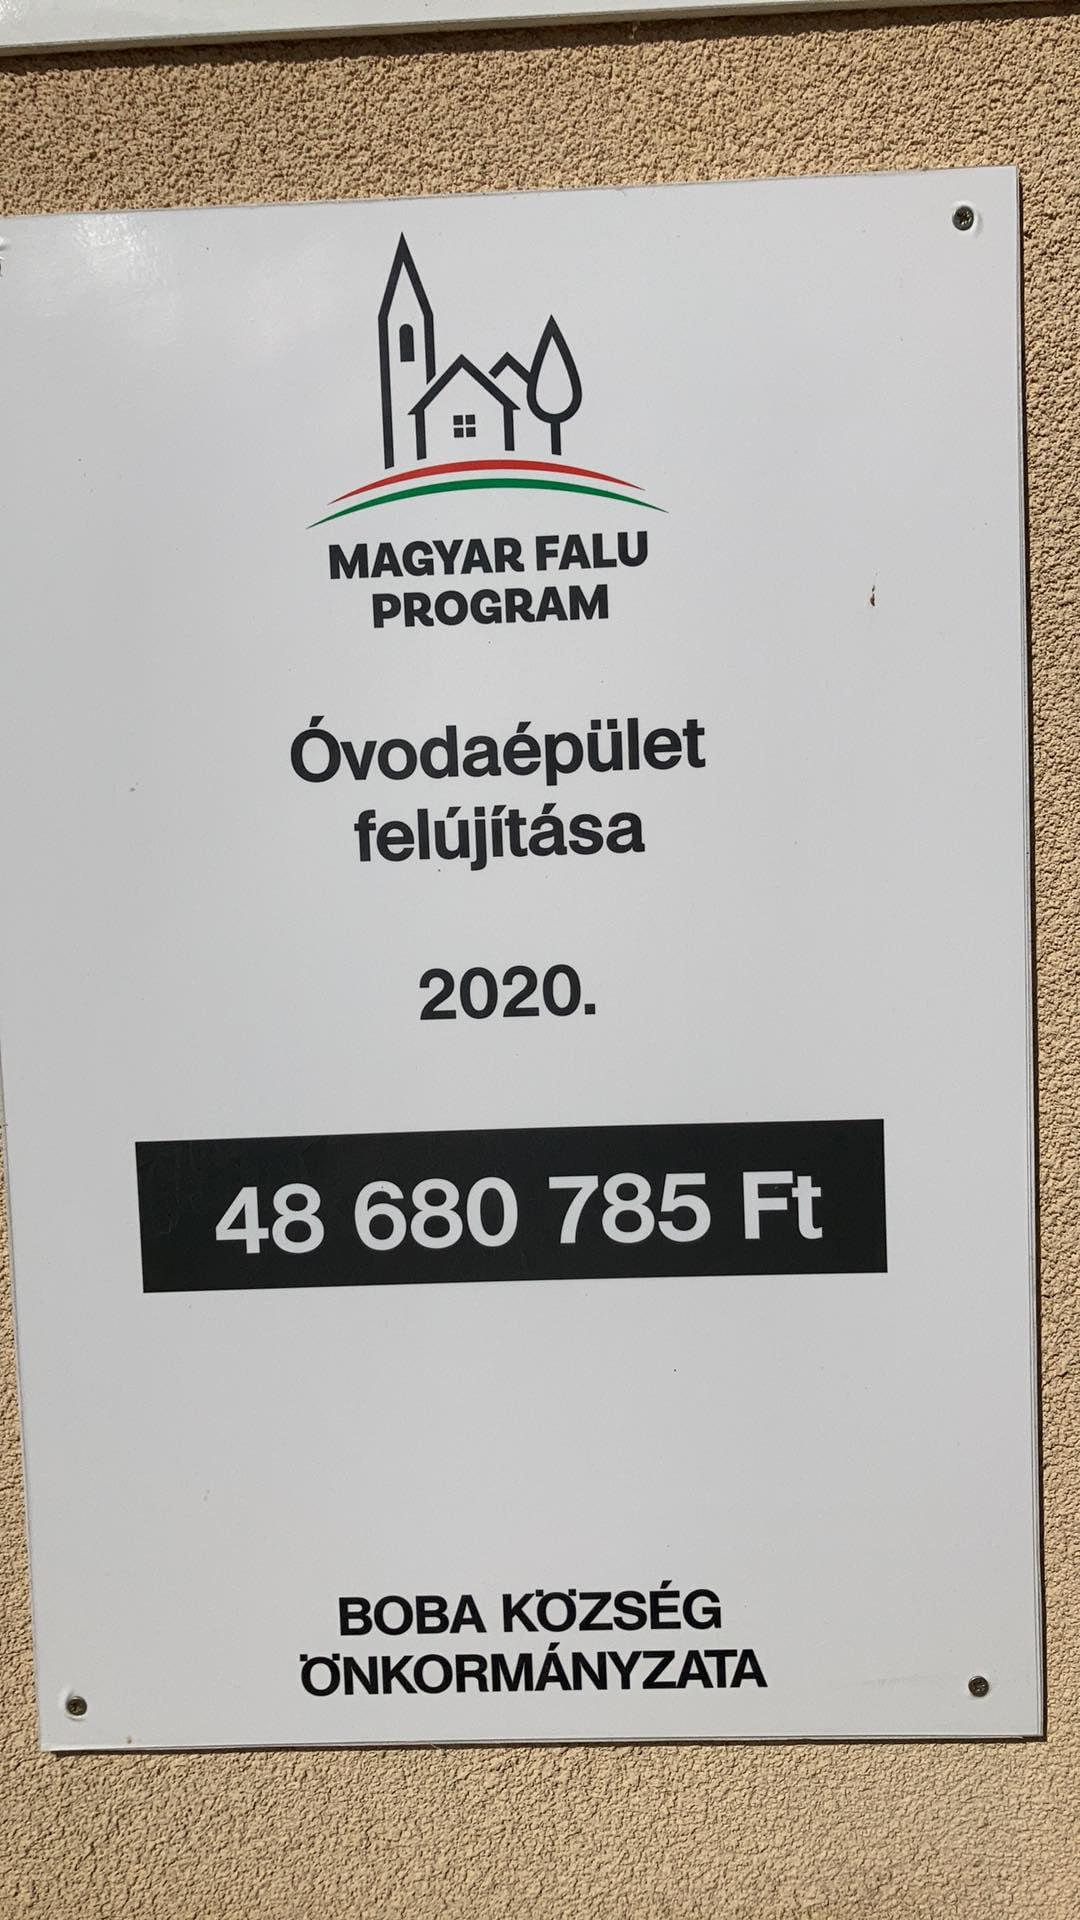 MAGYAR FALU
PROGRAM
Óvodaépület
felújítása
2020.
48 680 785 Ft
BOBA KÖZSÉG
ÖNKORMÁNYZATA